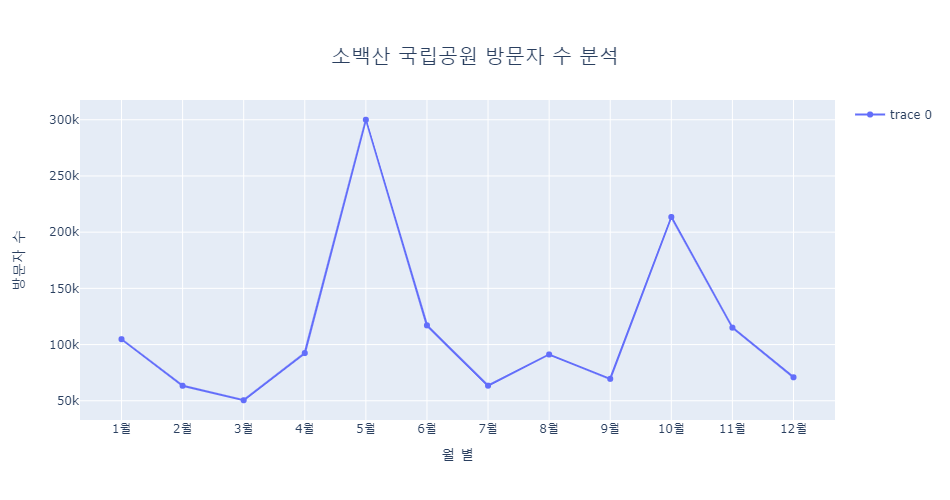 소백산 국립공원 방문자 수 분석
300k
250k
200k
150k
100k
50k
방문자 수
1월 2월 3월 4월 5월 6월 7월 8월 9월 10월 11월 12월
월 별
trace 0